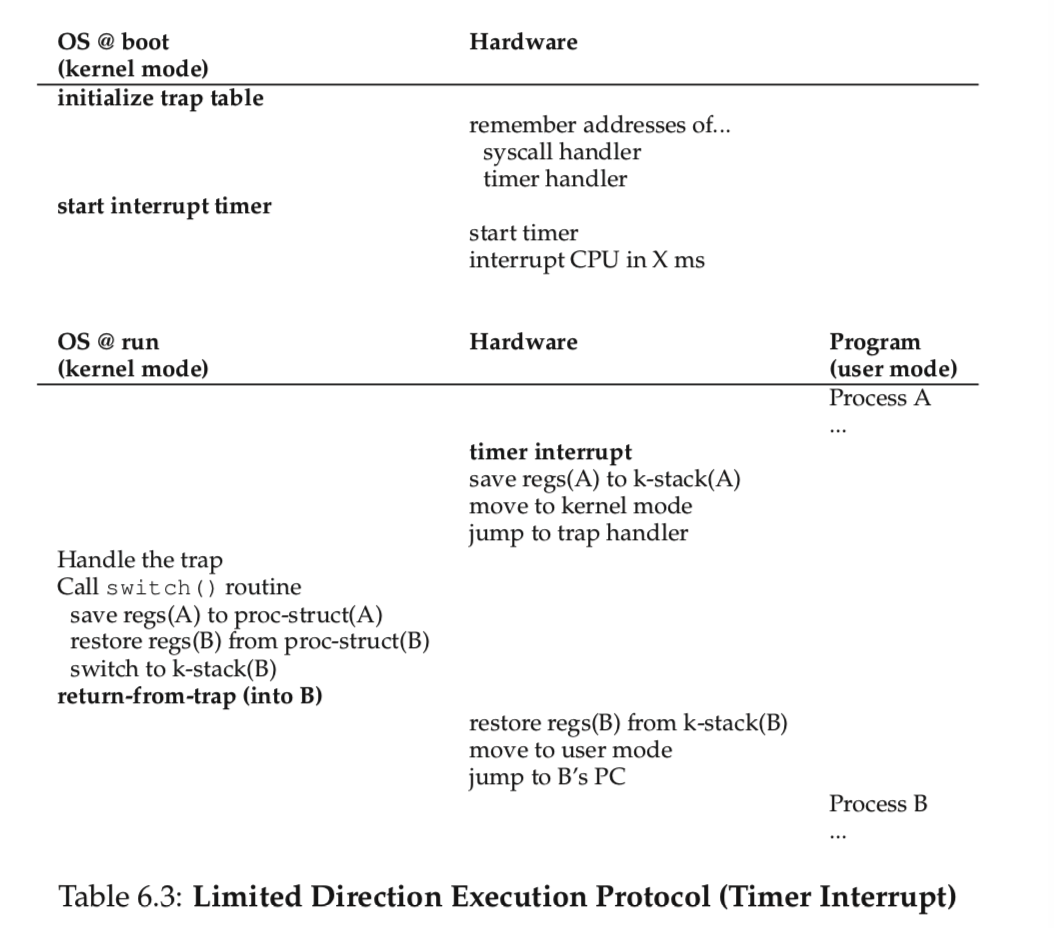 OS @ boot Hardware
(kernel mode)
initialize trap table
remember addresses of...
syscall handler
timer handler
start interrupt timer
start timer
interrupt CPU in X ms
OS @ run Hardware Program
(kernel mode) (user mode)
Process A
...
timer interrupt
save regs(A) to k-stack(A)
move to kernel mode
jump to trap handler
Handle the trap
Call switch() routine
save regs(A) to proc-struct(A)
restore regs(B) from proc-struct(B)
switch to k-stack(B)
return-from-trap (into B)
restore regs(B) from k-stack(B)
move to user mode
jump to B's PC
Process B
...
Table 6.3: Limited Direction Execution Protocol (Timer Interrupt)